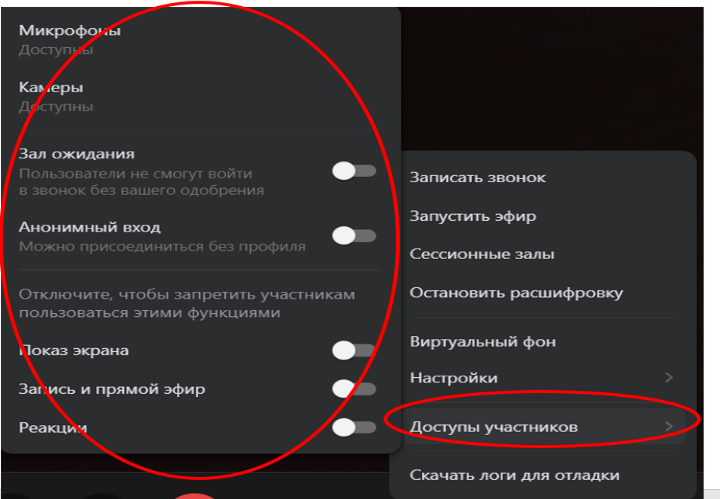 Микрофоны
Доступны
Камеры
Доступны
Зал ожидания
Пользователи не смогут войти
в звонок без вашего одобрения
Анонимный вход
Можно присоединиться без профиля
Отключите, чтобы запретить участникам
пользоваться этими функциями
Показ экрана
Запись и прямой эфир
Реакции
Записать звонок
Запустить эфир
Сессионные залы
Остановить расшифровку
Виртуальный фон
Настройки
Доступы участников
Скачать логи для отладки